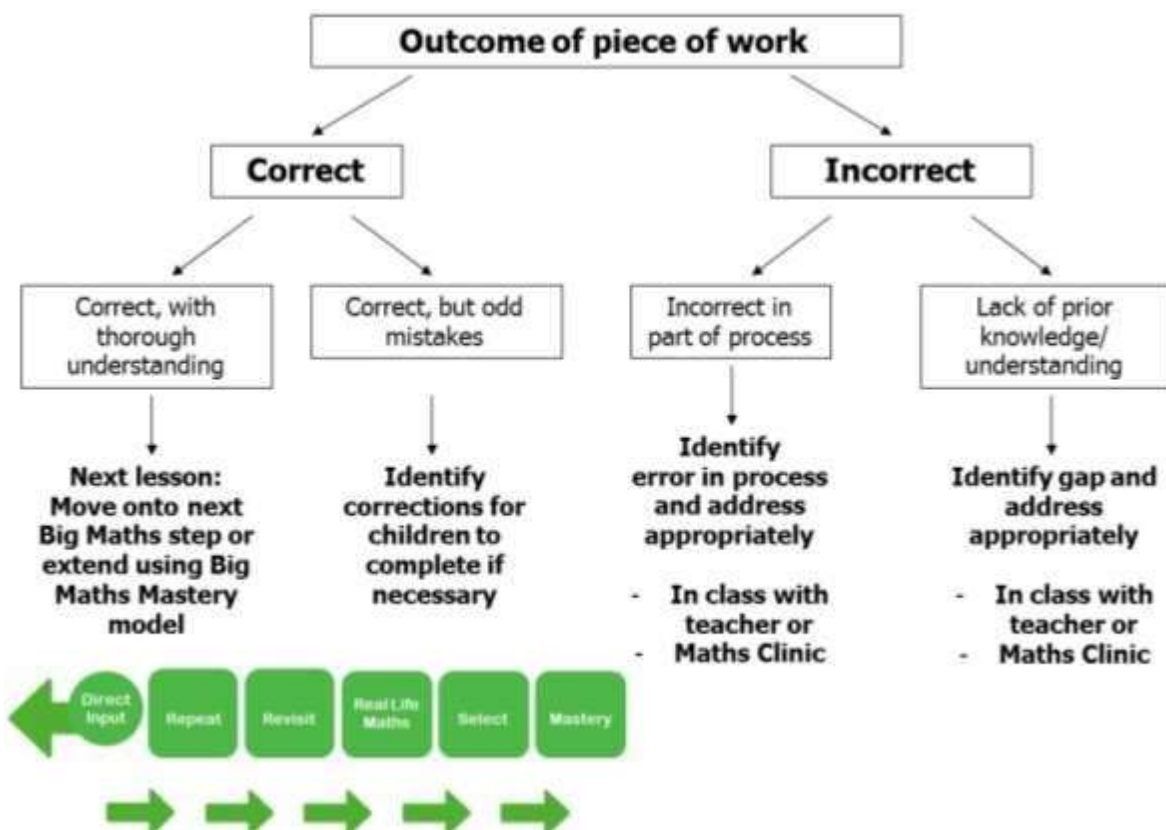 Outcome of piece of work
Correct
Incorrect
Correct, with
thorough
understanding
Correct, but odd
mistakes
Incorrect in
part of process
Lack of prior
knowledge/
understanding
Next lesson:
Move onto next
Big Maths step or
extend using Big
Maths Mastery
model
Identify
corrections for
children to
complete if
necessary
Identify
error in process
and address
appropriately
- In class with
teacher or
- Maths Clinic
Identify gap and
address
appropriately
- In class with
teacher or
- Maths Clinic
Direct
Input
Repeat
Revisit
Real Life
Maths
Select
Mastery